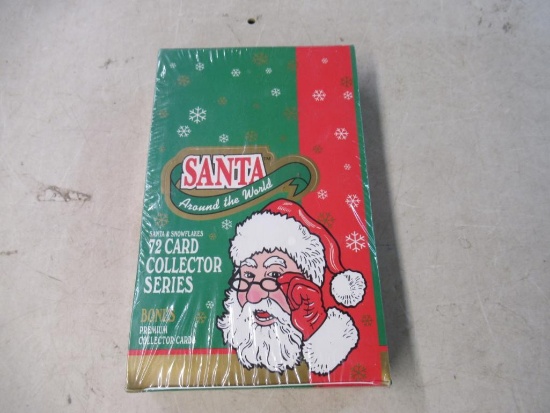 SANTA
Around the World
SANTA & SNOWFLAKES
72 CARD
COLLECTOR
SERIES
BONUS
PREMIUM
COLLECTOR CARDS